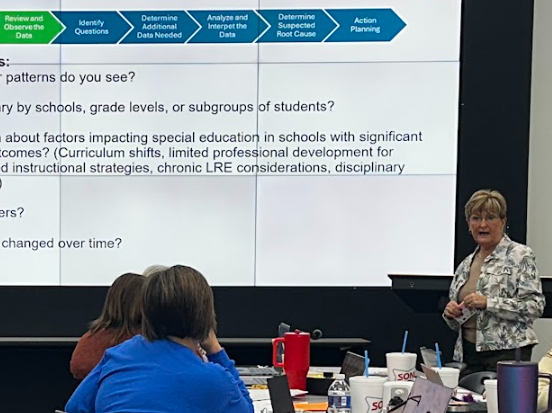 Review and
Observe the
Data
Identify
Questions
Determine
Additional
Data Needed
Analyze and
Interpret the
Data
Determine
Suspected
Root Cause
Action
Planning
s:
r patterns do you see?
ry by schools, grade levels, or subgroups of students?
about factors impacting special education in schools with significant
tcomes? (Curriculum shifts, limited professional development for
d instructional strategies, chronic LRE considerations, disciplinary
)
ers?
changed over time?
SONIC
SO